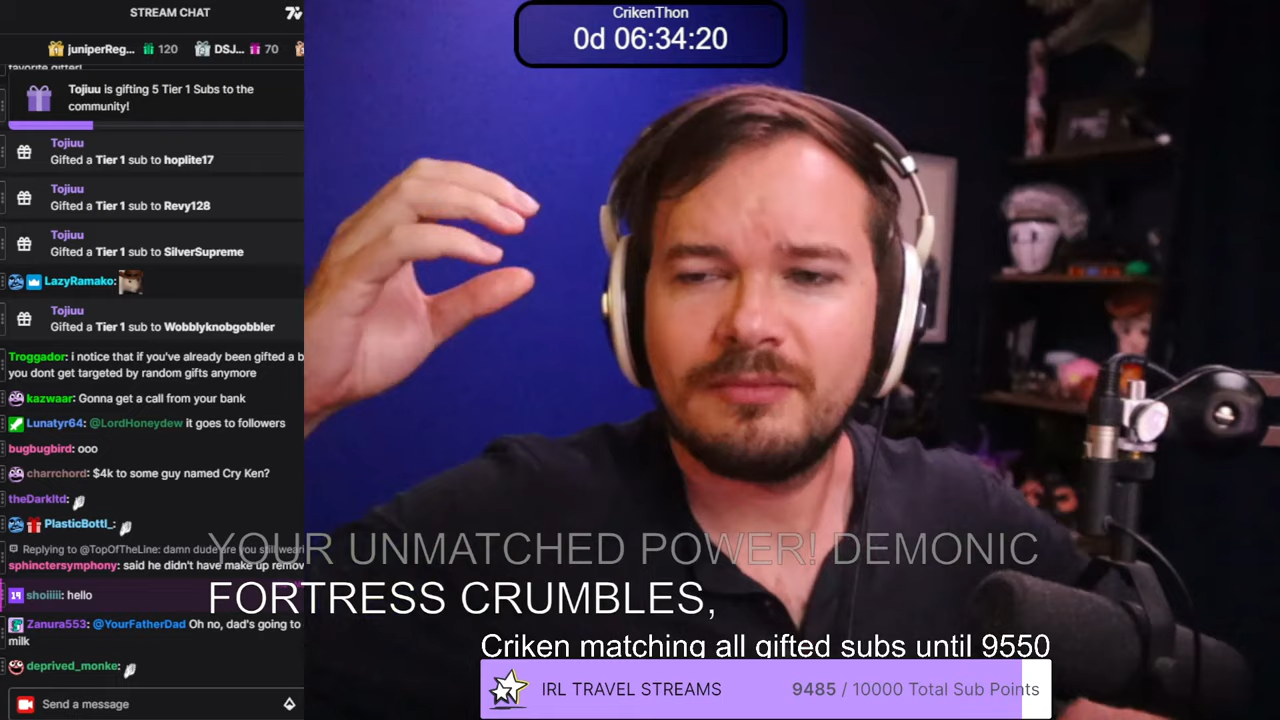 STREAM CHAT
juniperReg... 120 DSJ... 70
favorite gifter!
Tojiuu is gifting 5 Tier 1 Subs to the
community!
Tojiuu
Gifted a Tier 1 sub to hoplite17
Tojiuu
Gifted a Tier 1 sub to Revy128
Tojiuu
Gifted a Tier 1 sub to SilverSupreme
LazyRamako:
Tojiuu
Gifted a Tier 1 sub to Wobblyknobgobbler
Troggador: i notice that if you've already been gifted a b
you dont get targeted by random gifts anymore
kazwaar: Gonna get a call from your bank
Lunatyr64: @LordHoneydew it goes to followers
bugbugbird: ooo
charrchord: $4k to some guy named Cry Ken?
theDarkltd:
PlasticBottl_:
Replying to @TopOfTheLine: damn dude are you still weari
sphinctersymphony: said he didn't have make up remov
19 shoiiiii: hello
Zanura553: @YourFatherDad Oh no, dad's going to
milk
deprived_monke:
Send a message
CrikenThon
0d 06:34:20
YOUR UNMATCHED POWER! DEMONIC
FORTRESS CRUMBLES,
Criken matching all gifted subs until 9550
IRL TRAVEL STREAMS 9485 / 10000 Total Sub Points